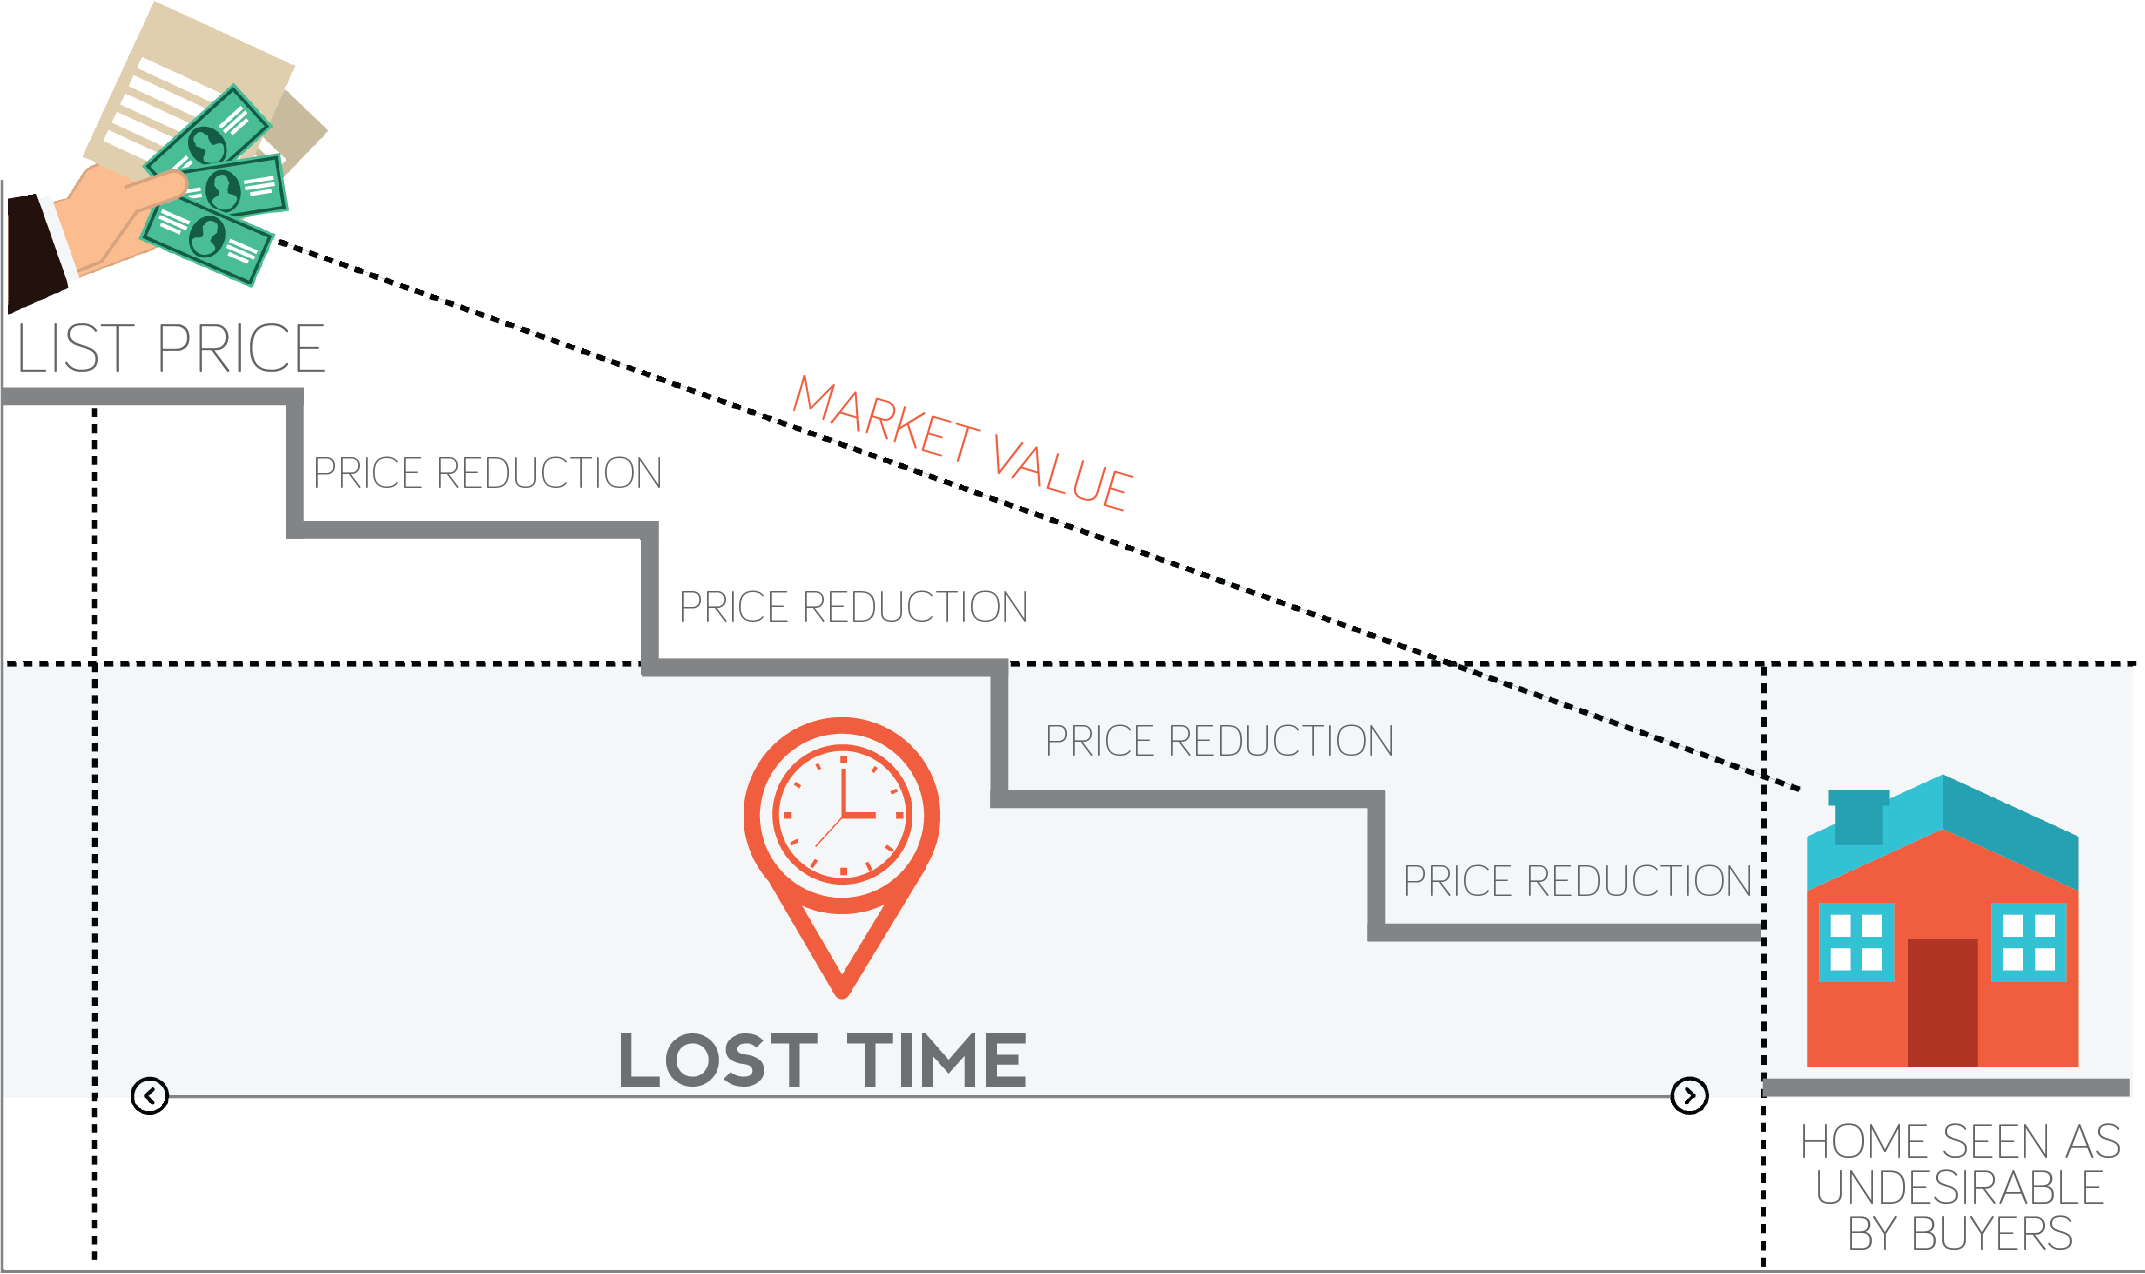 LIST PRICE
MARKET VALUE
PRICE REDUCTION
PRICE REDUCTION
PRICE REDUCTION
PRICE REDUCTION
LOST TIME
HOME SEEN AS
UNDESIRABLE
BY BUYERS